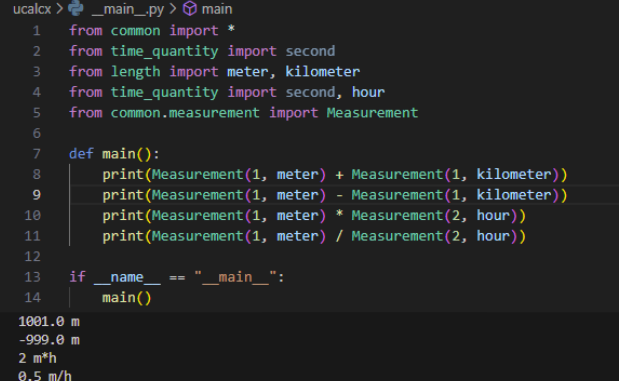 ucalcx > __main__.py > main
1 from common import *
2 from time_quantity import second
3 from length import meter, kilometer
4 from time_quantity import second, hour
5 from common.measurement import Measurement
6
7 def main():
8     print(Measurement(1, meter) + Measurement(1, kilometer))
9     print(Measurement(1, meter) - Measurement(1, kilometer))
10     print(Measurement(1, meter) * Measurement(2, hour))
11     print(Measurement(1, meter) / Measurement(2, hour))
12
13 if __name__ == "__main__":
14     main()
1001.0 m
-999.0 m
2 m*h
0.5 m/h